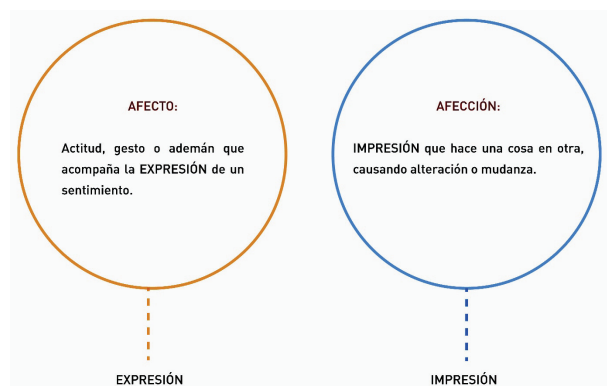 AFECTO:
Actitud, gesto o ademán que
acompaña la EXPRESIÓN de un
sentimiento.
AFECCIÓN:
IMPRESIÓN que hace una cosa en otra,
causando alteración o mudanza.
EXPRESIÓN
IMPRESIÓN